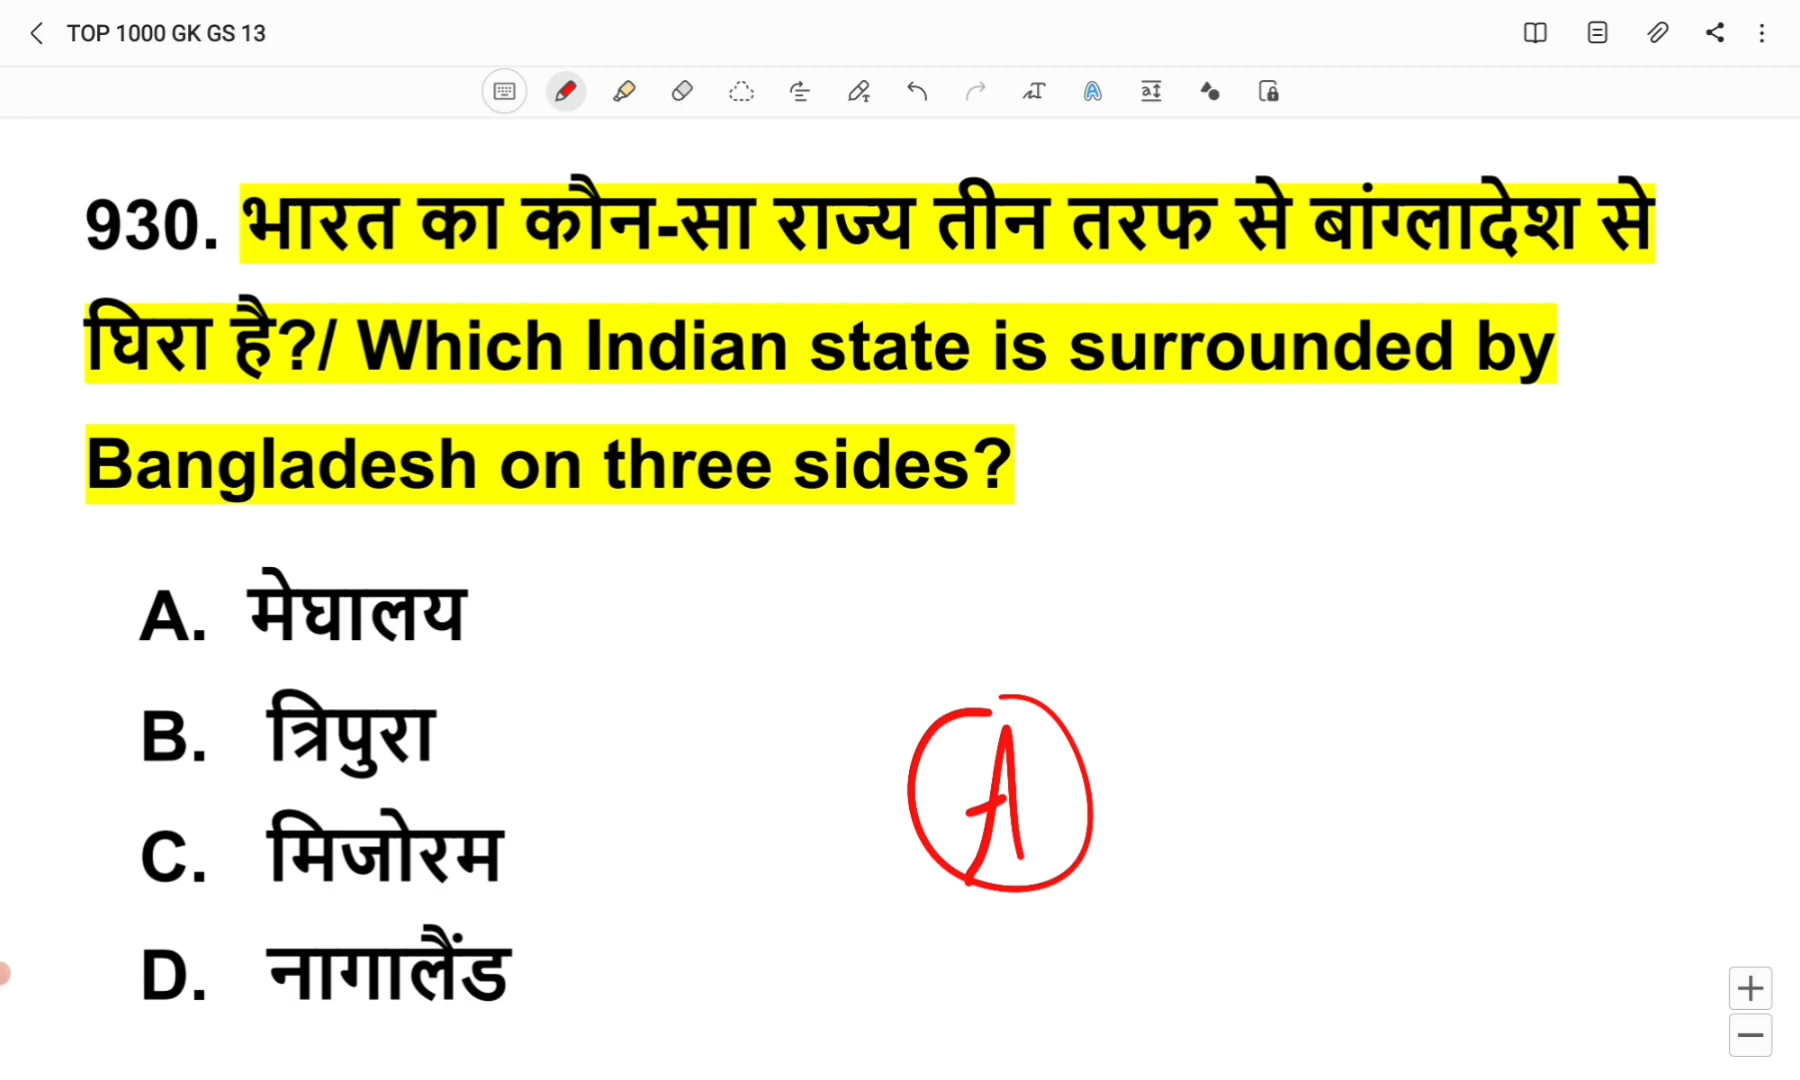 TOP 1000 GK GS 13
930. भारत का कौन-सा राज्य तीन तरफ से बांग्लादेश से
घिरा है?/ Which Indian state is surrounded by
Bangladesh on three sides?
A. मेघालय
B. त्रिपुरा
A
C. मिजोरम
D. नागालैंड